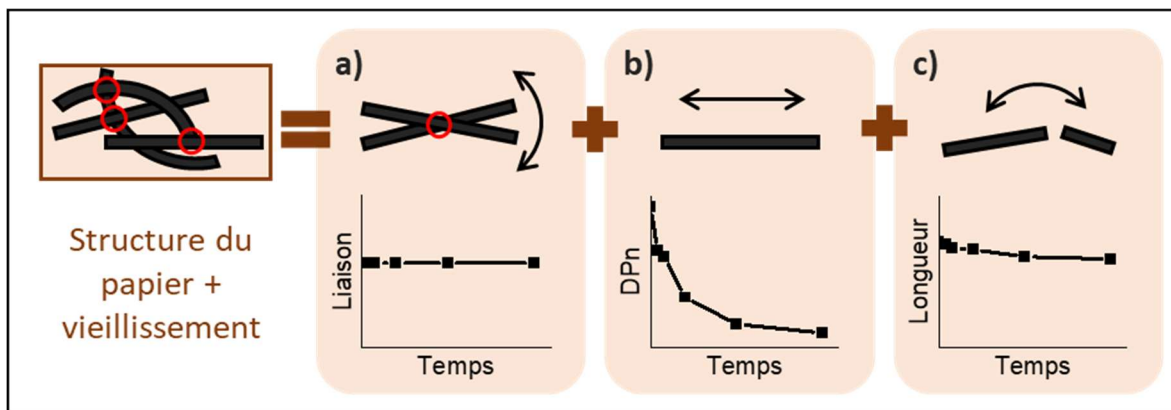 Structure du
papier +
vieillissement
a)
Liaison
Temps
b)
DPn
Temps
c)
Longueur
Temps